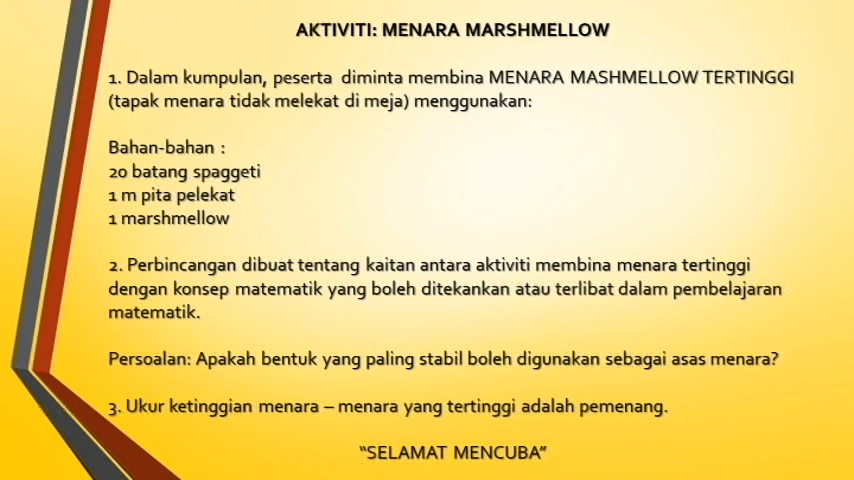 AKTIVITI: MENARA MARSHMELLOW
1. Dalam kumpulan, peserta diminta membina MENARA MASHMELLOW TERTINGGI
(tapak menara tidak melekat di meja) menggunakan:
Bahan-bahan :
20 batang spaggeti
1 m pita pelekat
1 marshmellow
2. Perbincangan dibuat tentang kaitan antara aktiviti membina menara tertinggi
dengan konsep matematik yang boleh ditekankan atau terlibat dalam pembelajaran
matematik.
Persoalan: Apakah bentuk yang paling stabil boleh digunakan sebagai asas menara?
3. Ukur ketinggian menara – menara yang tertinggi adalah pemenang.
“SELAMAT MENCUBA”